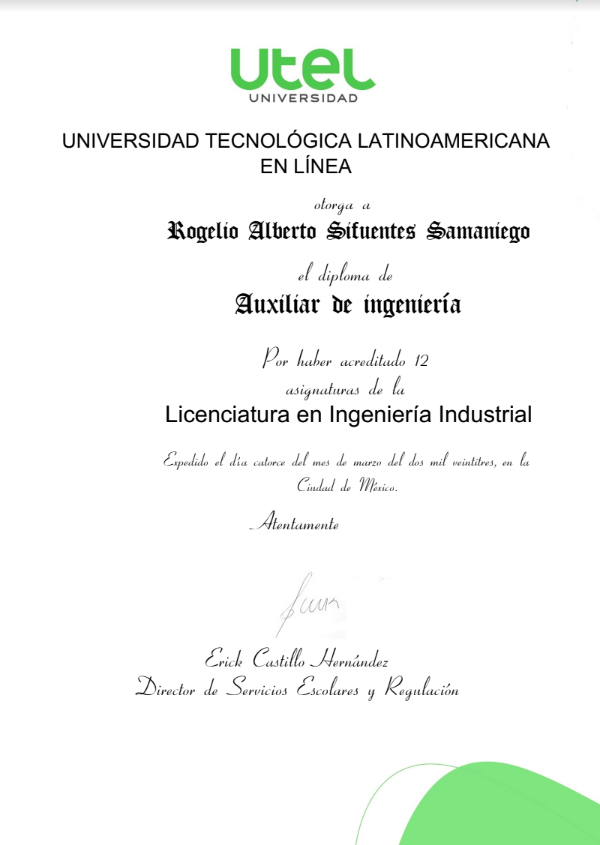 utel
UNIVERSIDAD
UNIVERSIDAD TECNOLÓGICA LATINOAMERICANA
EN LÍNEA
otorga a
Rogelio Alberto Sifuentes Samaniego
el diploma de
Auxiliar de ingeniería
Por haber acreditado 12
asignaturas de la
Licenciatura en Ingeniería Industrial
Expedido el día catorce del mes de marzo del dos mil veintitres, en la
Ciudad de México.
Atentamente
Erick Castillo Hernández
Director de Servicios Escolares y Regulación